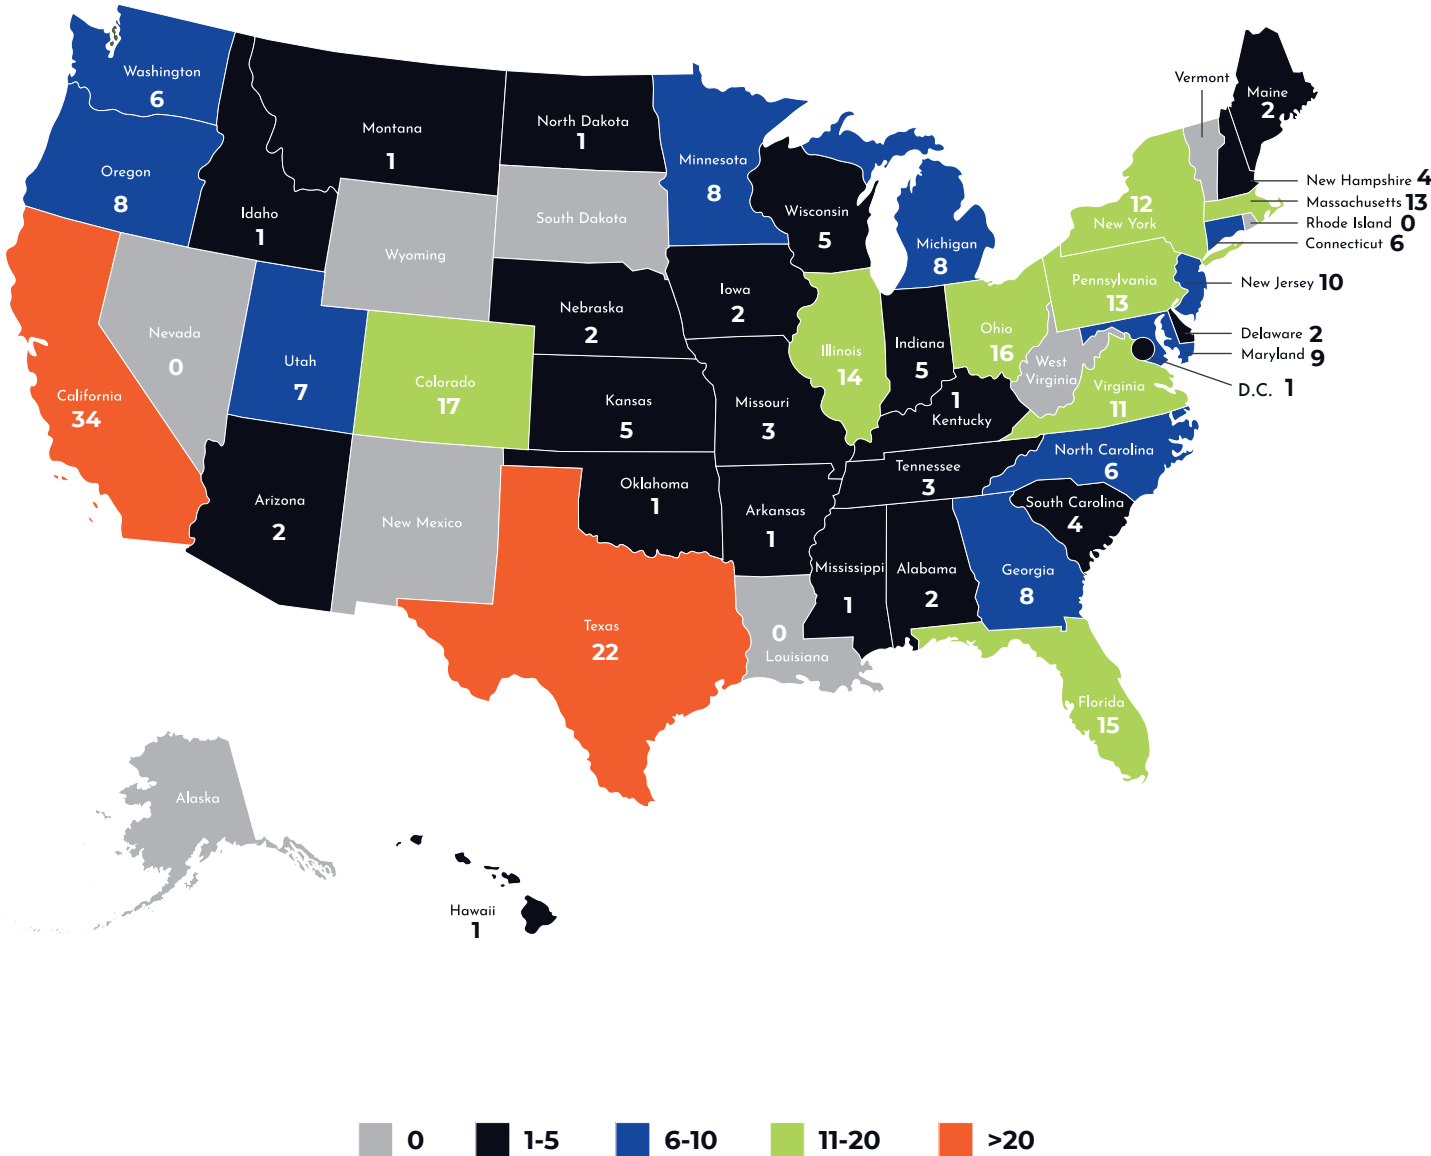 Washington
6
Oregon
8
California
34
Nevada
0
Idaho
1
Montana
1
Wyoming
Utah
7
Colorado
17
Arizona
2
New Mexico
North Dakota
1
South Dakota
Nebraska
2
Kansas
5
Oklahoma
1
Texas
22
Minnesota
8
Iowa
2
Missouri
3
Arkansas
1
0
Louisiana
Wisconsin
5
Illinois
14
Michigan
8
Indiana
5
Ohio
16
1
Kentucky
Tennessee
3
Mississippi
1
Alabama
2
Georgia
8
Florida
15
South Carolina
4
North Carolina
6
Virginia
11
West
Virginia
Pennsylvania
13
12
New York
Vermont
Maine
2
New Hampshire 4
Massachusetts 13
Rhode Island 0
Connecticut 6
New Jersey 10
Delaware 2
Maryland 9
D.C. 1
Alaska
Hawaii
1
0 1-5 6-10 11-20 >20